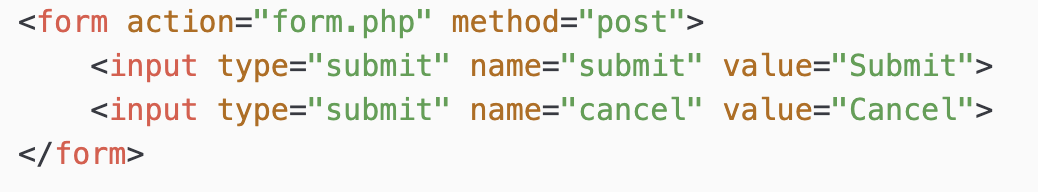 <form action="form.php" method="post">
    <input type="submit" name="submit" value="Submit">
    <input type="submit" name="cancel" value="Cancel">
</form>